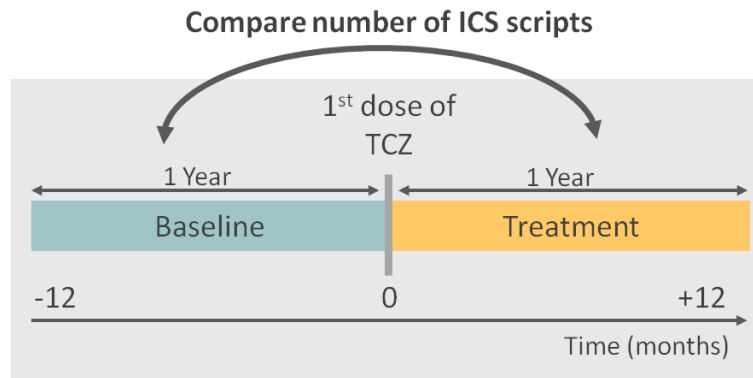 Compare number of ICS scripts
1st dose of
TCZ
1 Year
1 Year
Baseline
Treatment
-12
0
+12
Time (months)